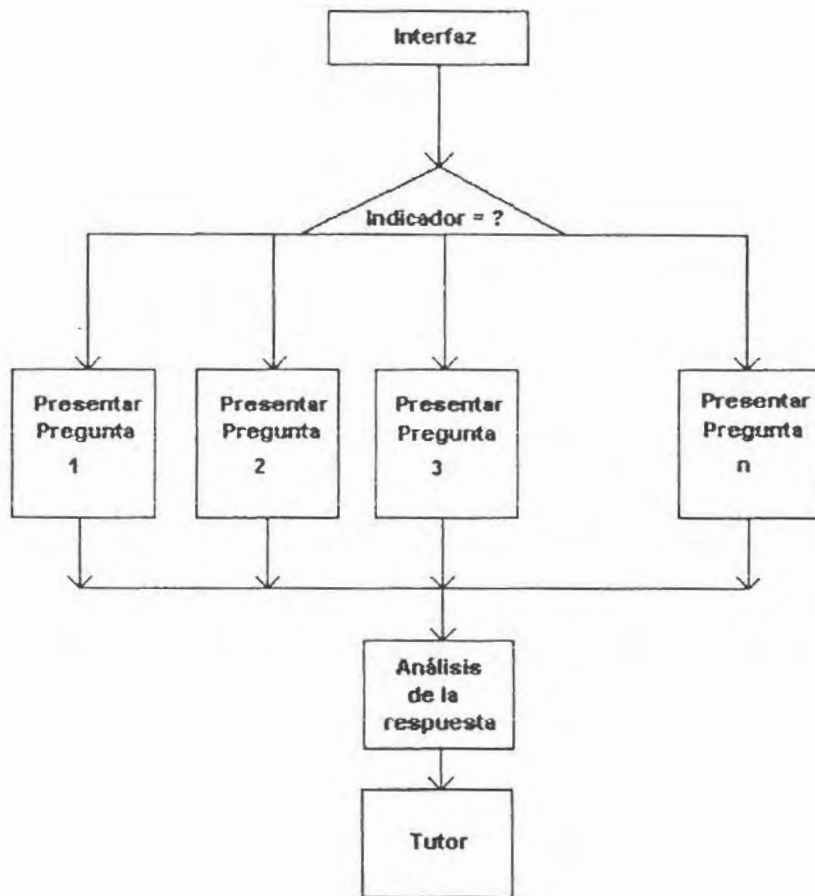 Interfaz
Indicador = ?
Presentar
Pregunta
1
Presentar
Pregunta
2
Presentar
Pregunta
3
Presentar
Pregunta
n
Análisis
de la
respuesta
Tutor